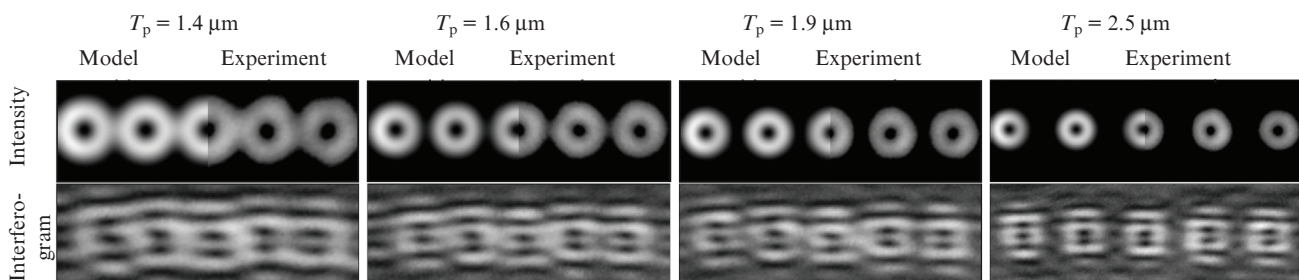 Tp = 1.4 μm Tp = 1.6 μm Tp = 1.9 μm Tp = 2.5 μm
Model Experiment Model Experiment Model Experiment Model Experiment
Intensity
Interfero-
gram